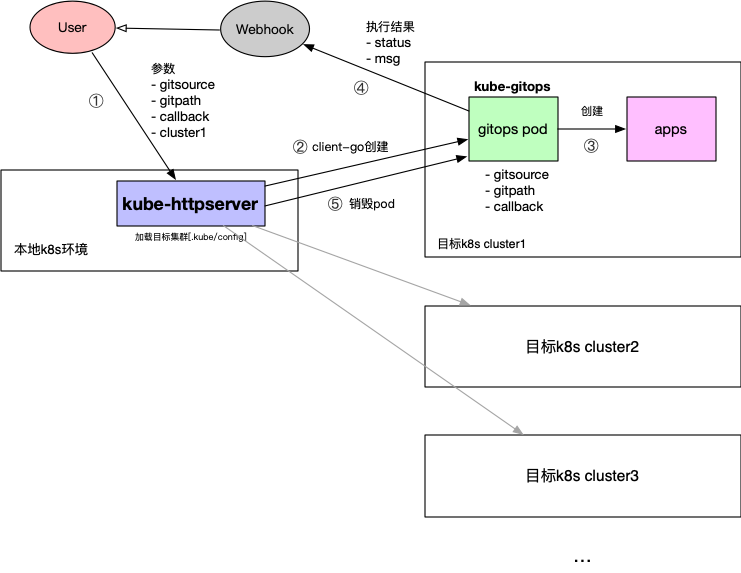 User
Webhook
执行结果
- status
- msg
参数
- gitsource
- gitpath
- callback
- cluster1
①
④
kube-gitops
gitops pod
创建
③
apps
② client-go创建
- gitsource
- gitpath
- callback
kube-httpserver
⑤ 销毁pod
加载目标集群[.kube/config]
本地k8s环境
目标k8s cluster1
目标k8s cluster2
目标k8s cluster3
...